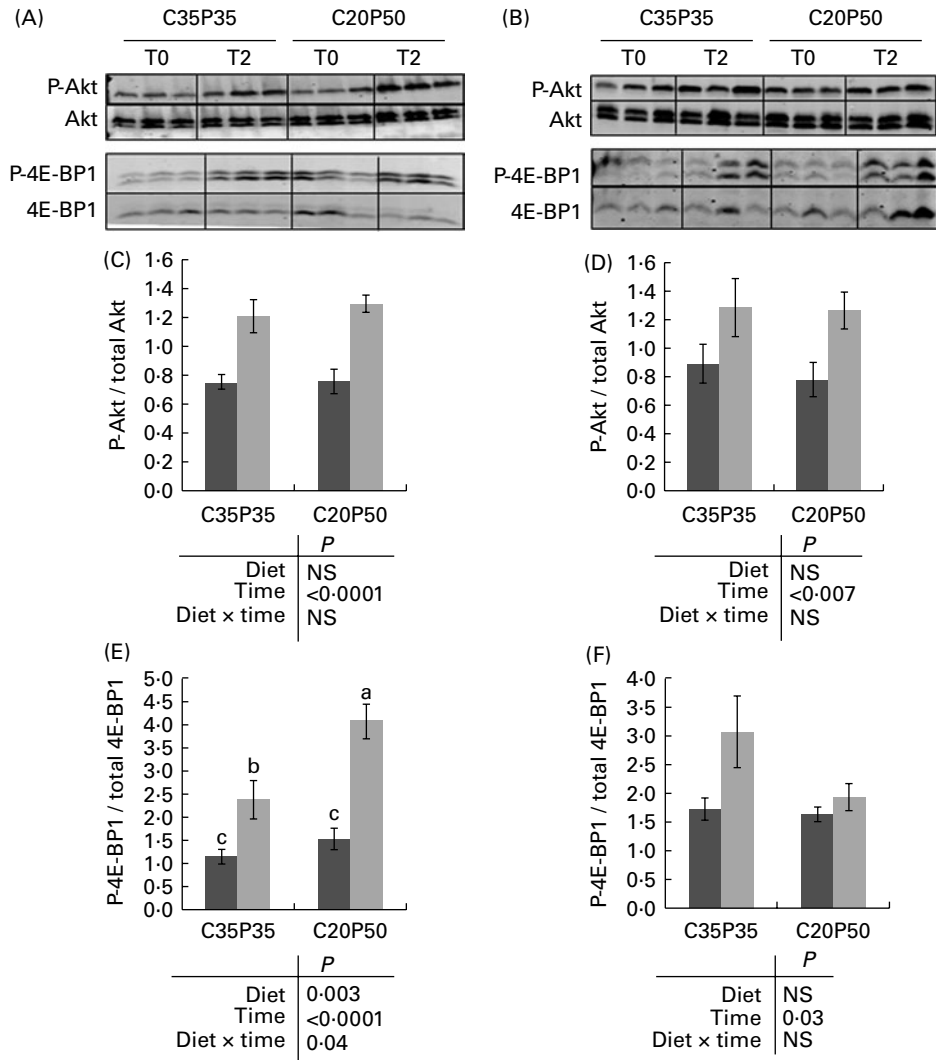 (A)
C35P35 C20P50
T0 T2 T0 T2
P-Akt
Akt
P-4E-BP1
4E-BP1
(B)
C35P35 C20P50
T0 T2 T0 T2
P-Akt
Akt
P-4E-BP1
4E-BP1
(C)
P-Akt / total Akt
1·6
1·4
1·2
1·0
0·8
0·6
0·4
0·2
0·0
C35P35 C20P50
P
Diet NS
Time <0·0001
Diet × time NS
(D)
P-Akt / total Akt
1·6
1·4
1·2
1·0
0·8
0·6
0·4
0·2
0·0
C35P35 C20P50
P
Diet NS
Time <0·007
Diet × time NS
(E)
P-4E-BP1 / total 4E-BP1
5·0
4·5
4·0
3·5
3·0
2·5
2·0
1·5
1·0
0·5
0·0
c b c a
C35P35 C20P50
P
Diet 0·003
Time <0·0001
Diet × time 0·04
(F)
P-4E-BP1 / total 4E-BP1
4·0
3·5
3·0
2·5
2·0
1·5
1·0
0·5
0·0
C35P35 C20P50
P
Diet NS
Time 0·03
Diet × time NS